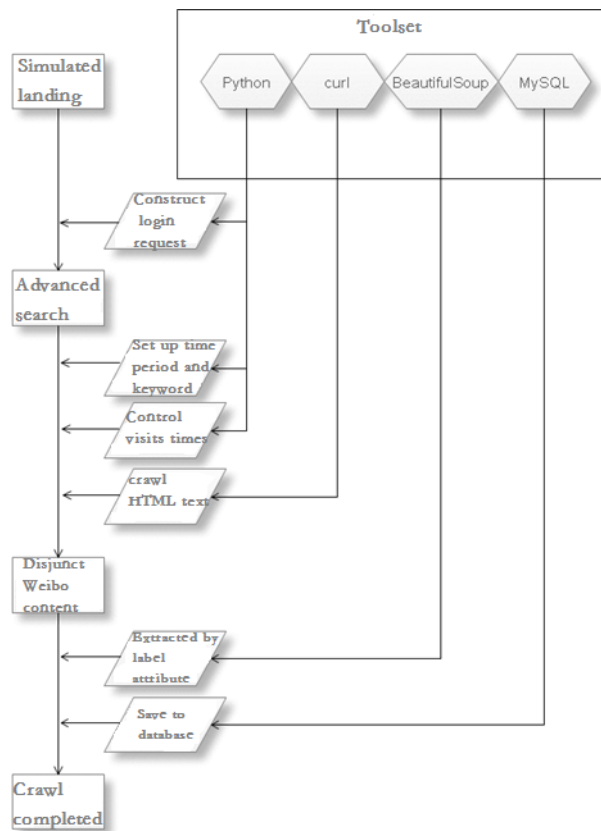 Toolset
Simulated
landing
Python
curl
BeautifulSoup
MySQL
Construct
login
request
Advanced
search
Set up time
period and
keyword
Control
visits times
crawl
HTML text
Disjunct
Weibo
content
Extracted by
label
attribute
Save to
database
Crawl
completed